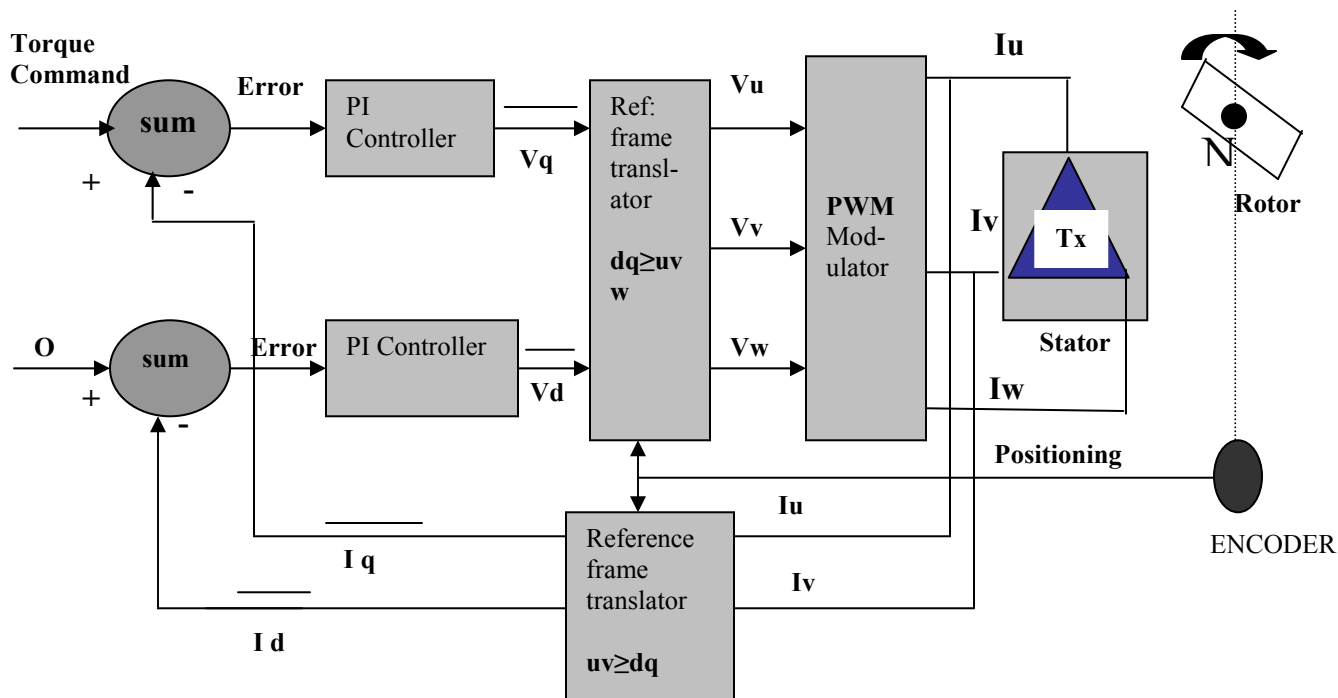 Torque
Command
sum
+
-
Error
PI
Controller
Vq
Ref:
frame
transl-
ator
dq≥uv
w
Vu
Vv
Vw
PWM
Mod-
ulator
Iu
Iv
Iw
Tx
Stator
N
Rotor
O
sum
+
-
Error
PI Controller
Vd
Positioning
ENCODER
Iu
Iv
I q
I d
Reference
frame
translator
uv≥dq